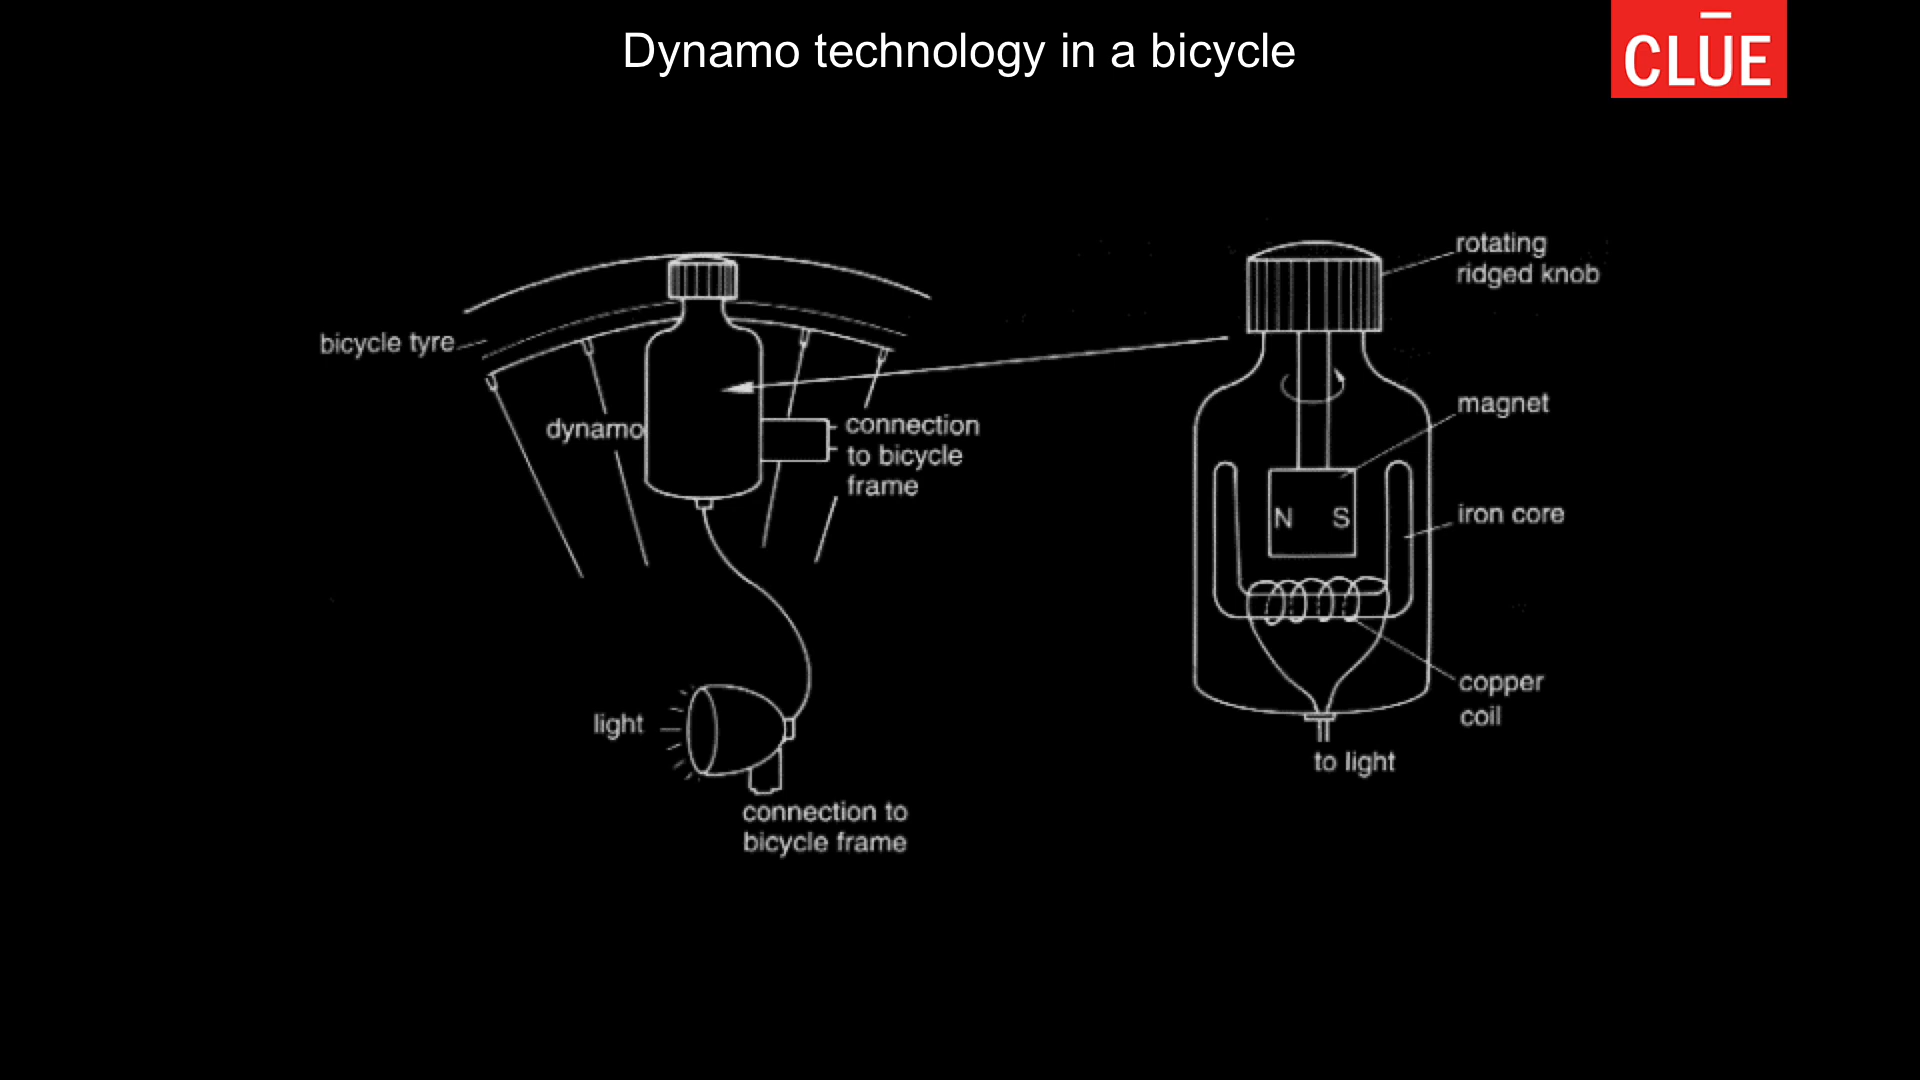 Dynamo technology in a bicycle
CLŪE
bicycle tyre
dynamo
connection
to bicycle
frame
light
connection to
bicycle frame
rotating
ridged knob
magnet
N S
iron core
copper
coil
to light